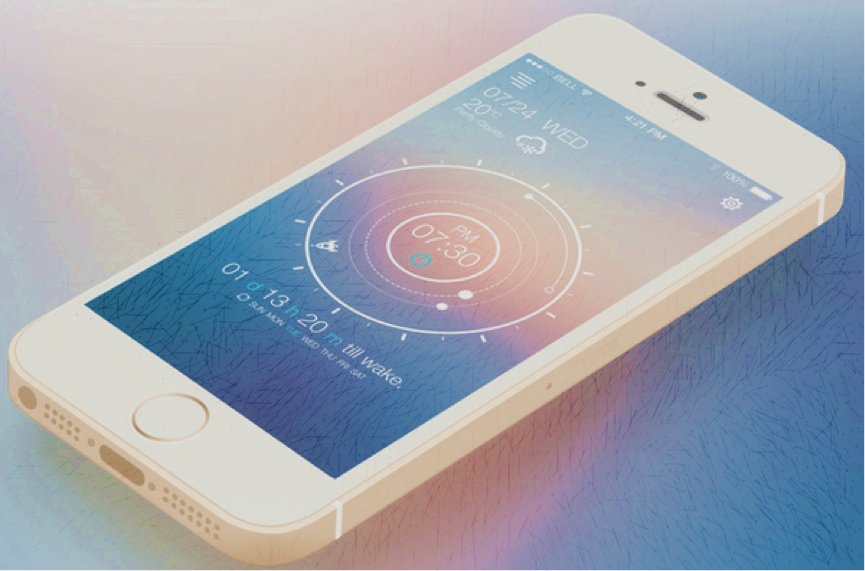 BELL 4:21 PM 100%
07/24 WED
20°C
Partly Cloudy
PM
07:30
01 d 13 h 20 m till wake.
SUN MON TUE WED THU FRI SAT